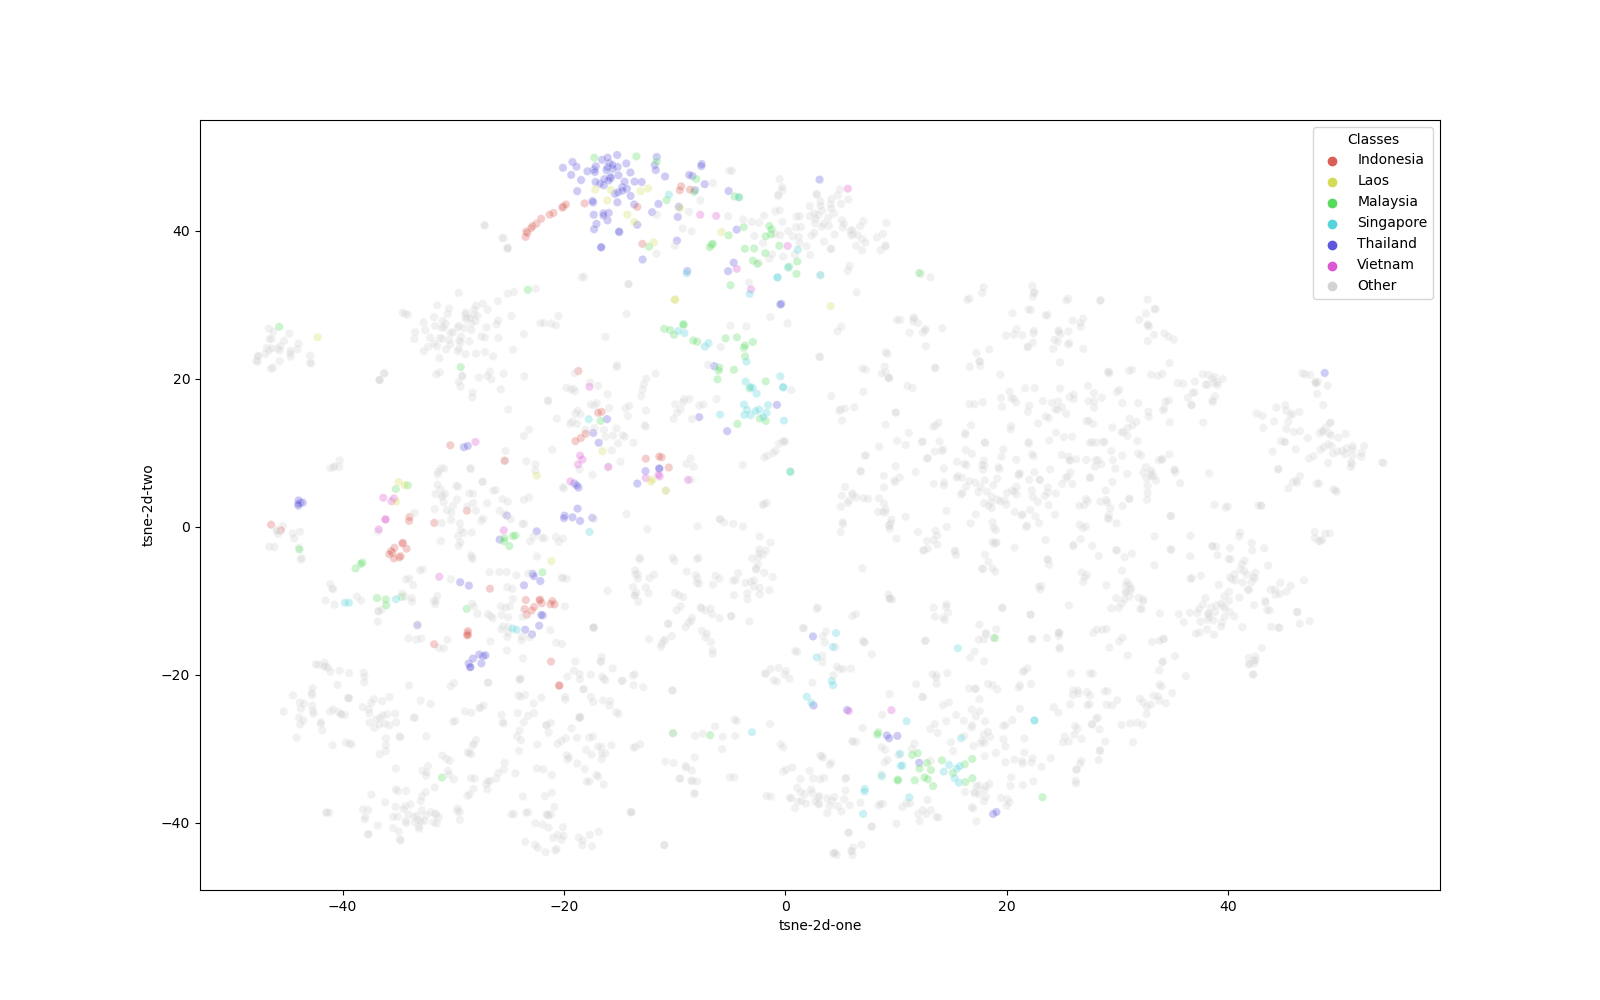 Classes
Indonesia
Laos
Malaysia
Singapore
Thailand
Vietnam
Other
40
20
0
−20
−40
tsne-2d-two
−40
−20
0
20
40
tsne-2d-one